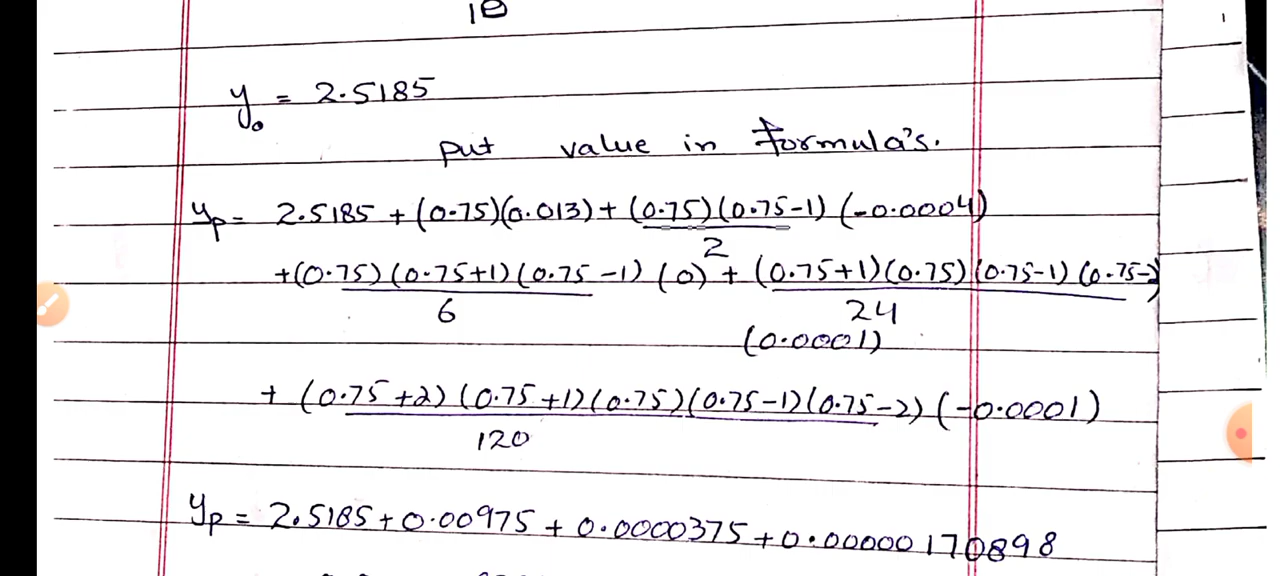 10
y₀ = 2.5185
put value in formula's.
yp = 2.5185 + (0.75)(0.013) + (0.75)(0.75-1) (-0.0004)
2
+(0.75)(0.75+1)(0.75-1) (0) + (0.75+1)(0.75)(0.75-1)(0.75-2)
6 24
(0.0001)
+ (0.75+2)(0.75+1)(0.75)(0.75-1)(0.75-2) (-0.0001)
120
yp = 2.5185 + 0.00975 + 0.0000375 + 0.00000170898